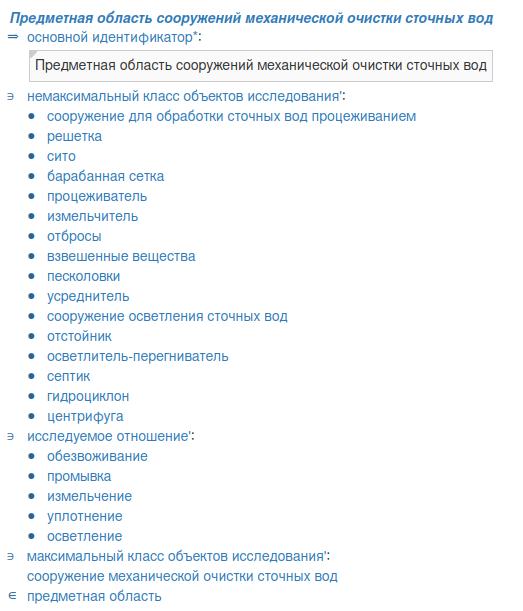 Предметная область сооружений механической очистки сточных вод
⇒ основной идентификатор*:
Предметная область сооружений механической очистки сточных вод
∋ немаксимальный класс объектов исследования':
● сооружение для обработки сточных вод процеживанием
● решетка
● сито
● барабанная сетка
● процеживатель
● измельчитель
● отбросы
● взвешенные вещества
● песколовки
● усреднитель
● сооружение осветления сточных вод
● отстойник
● осветлитель-перегниватель
● септик
● гидроциклон
● центрифуга
∋ исследуемое отношение':
● обезвоживание
● промывка
● измельчение
● уплотнение
● осветление
∋ максимальный класс объектов исследования':
сооружение механической очистки сточных вод
∈ предметная область